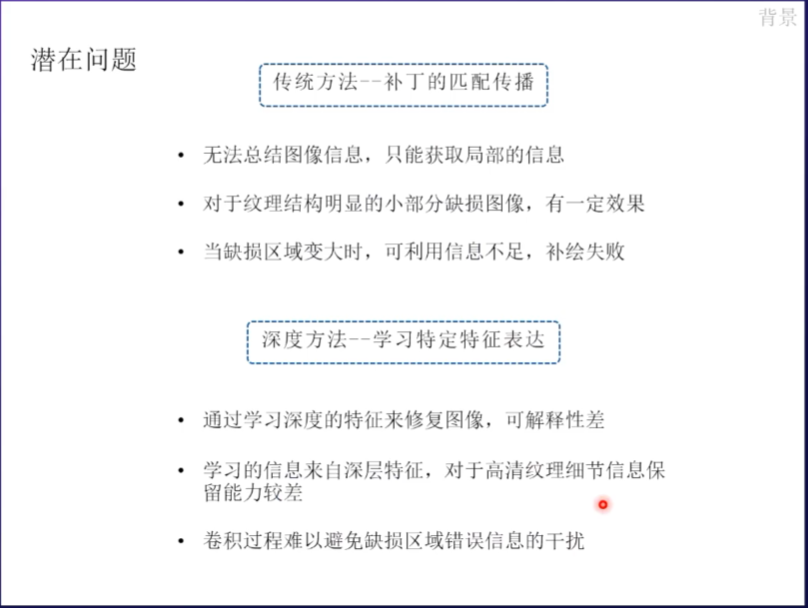 背景
潜在问题
传统方法--补丁的匹配传播
• 无法总结图像信息，只能获取局部的信息
• 对于纹理结构明显的小部分缺损图像，有一定效果
• 当缺损区域变大时，可利用信息不足，补绘失败
深度方法--学习特定特征表达
• 通过学习深度的特征来修复图像，可解释性差
• 学习的信息来自深层特征，对于高清纹理细节信息保
留能力较差
• 卷积过程难以避免缺损区域错误信息的干扰